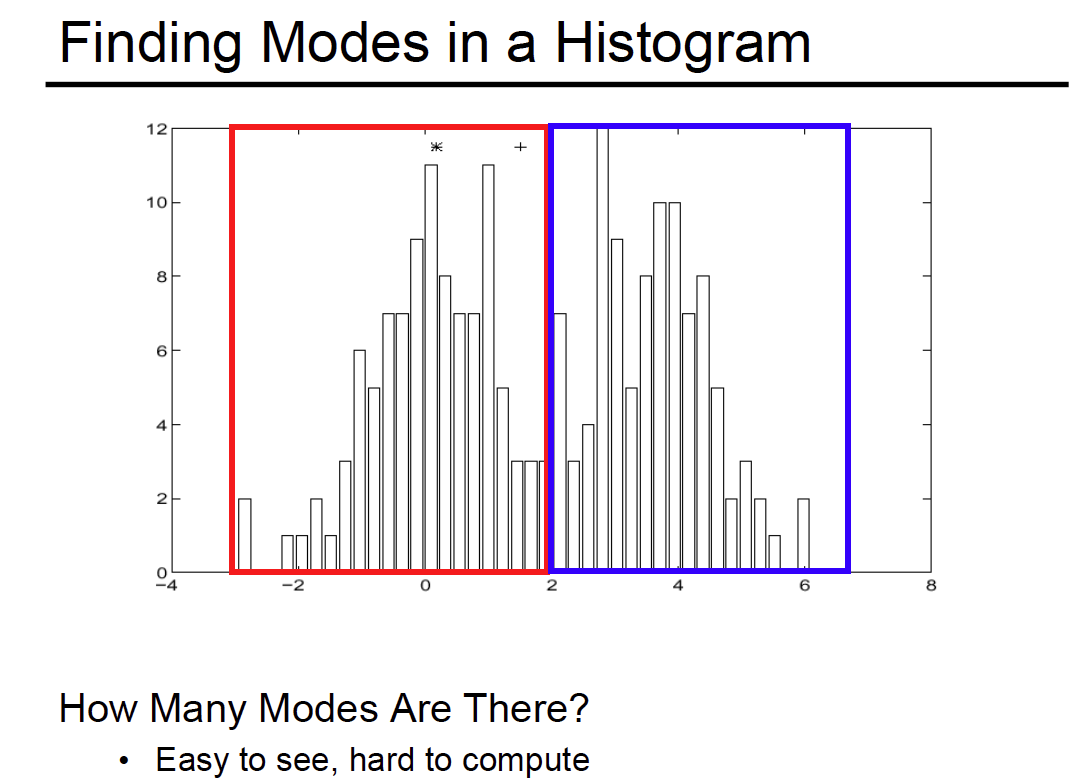 Finding Modes in a Histogram
12
10
8
6
4
2
0
−4 −2 0 2 4 6 8
How Many Modes Are There?
• Easy to see, hard to compute